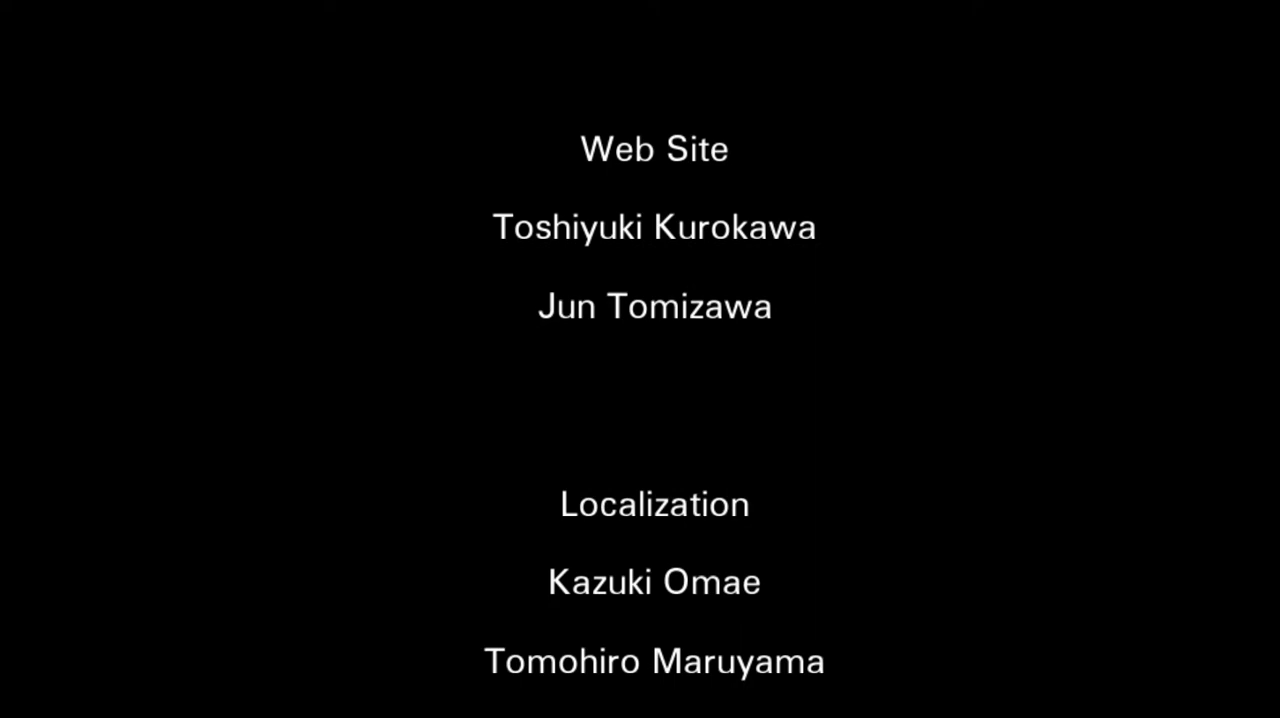 Web Site
Toshiyuki Kurokawa
Jun Tomizawa
Localization
Kazuki Omae
Tomohiro Maruyama